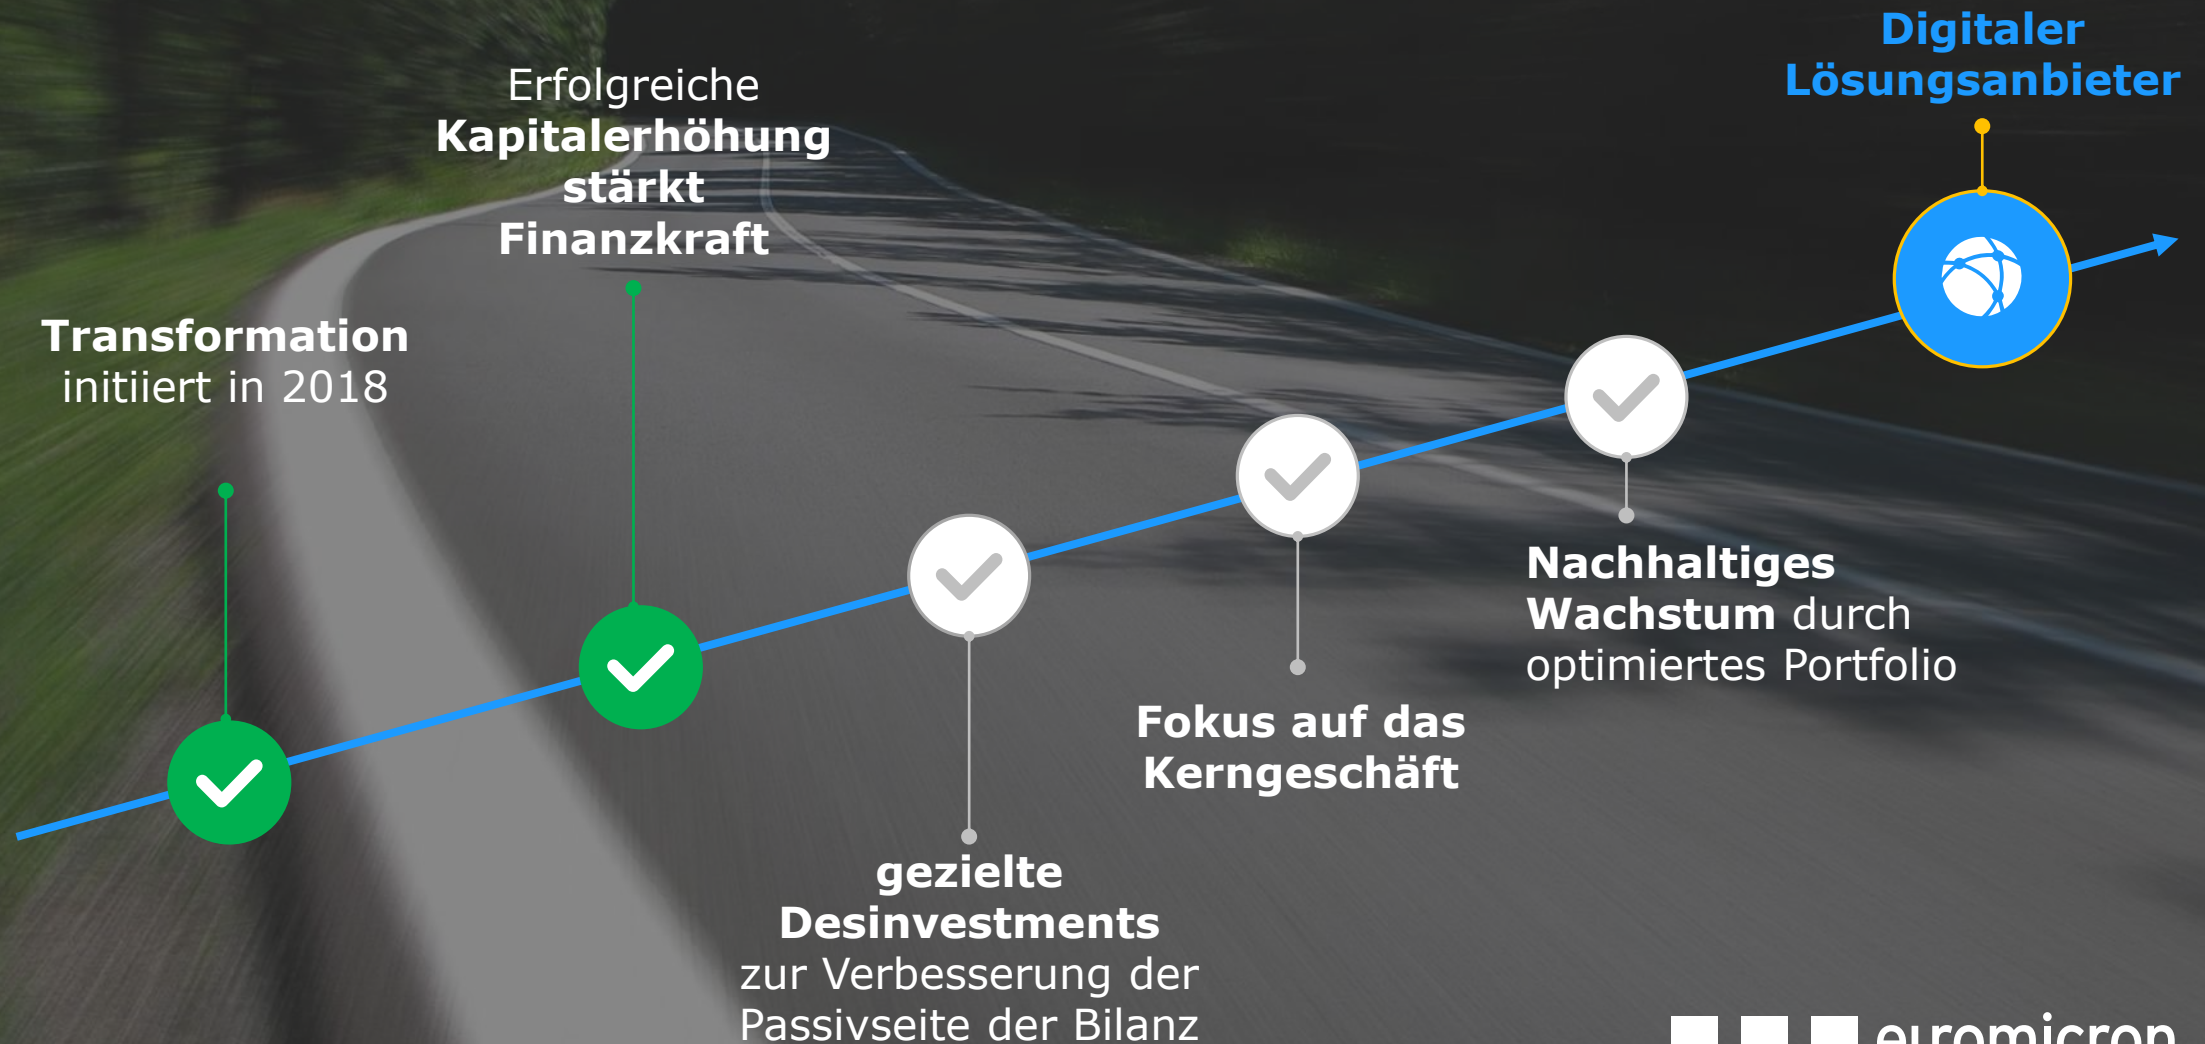 Transformation
initiiert in 2018
Erfolgreiche
Kapitalerhöhung
stärkt
Finanzkraft
gezielte
Desinvestments
zur Verbesserung der
Passivseite der Bilanz
Fokus auf das
Kerngeschäft
Nachhaltiges
Wachstum durch
optimiertes Portfolio
Digitaler
Lösungsanbieter
euromicron